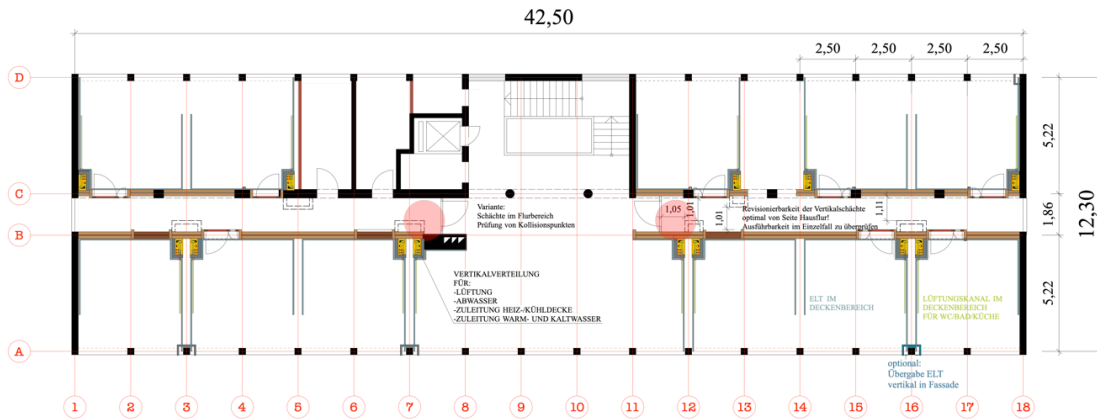 42,50
2,50
2,50
2,50
2,50
D
C
B
A
5,22
1,86
5,22
12,30
Variante:
Schächte im Flurbereich
Prüfung von Kollisionspunkten
1,05
1,01
1,01
Revisionierbarkeit der Vertikalschächte
optimal von Seite Hausflur!
Ausführbarkeit im Einzelfall zu überprüfen
1,11
VERTIKALVERTEILUNG
FÜR:
-LÜFTUNG
-ABWASSER
-ZULEITUNG HEIZ-/KÜHLDECKE
-ZULEITUNG WARM- UND KALTWASSER
ELT IM
DECKENBEREICH
LÜFTUNGSKANAL IM
DECKENBEREICH
FÜR WC/BAD/KÜCHE
optional:
Übergabe ELT
vertikal in Fassade
1
2
3
4
5
6
7
8
9
10
11
12
13
14
15
16
17
18